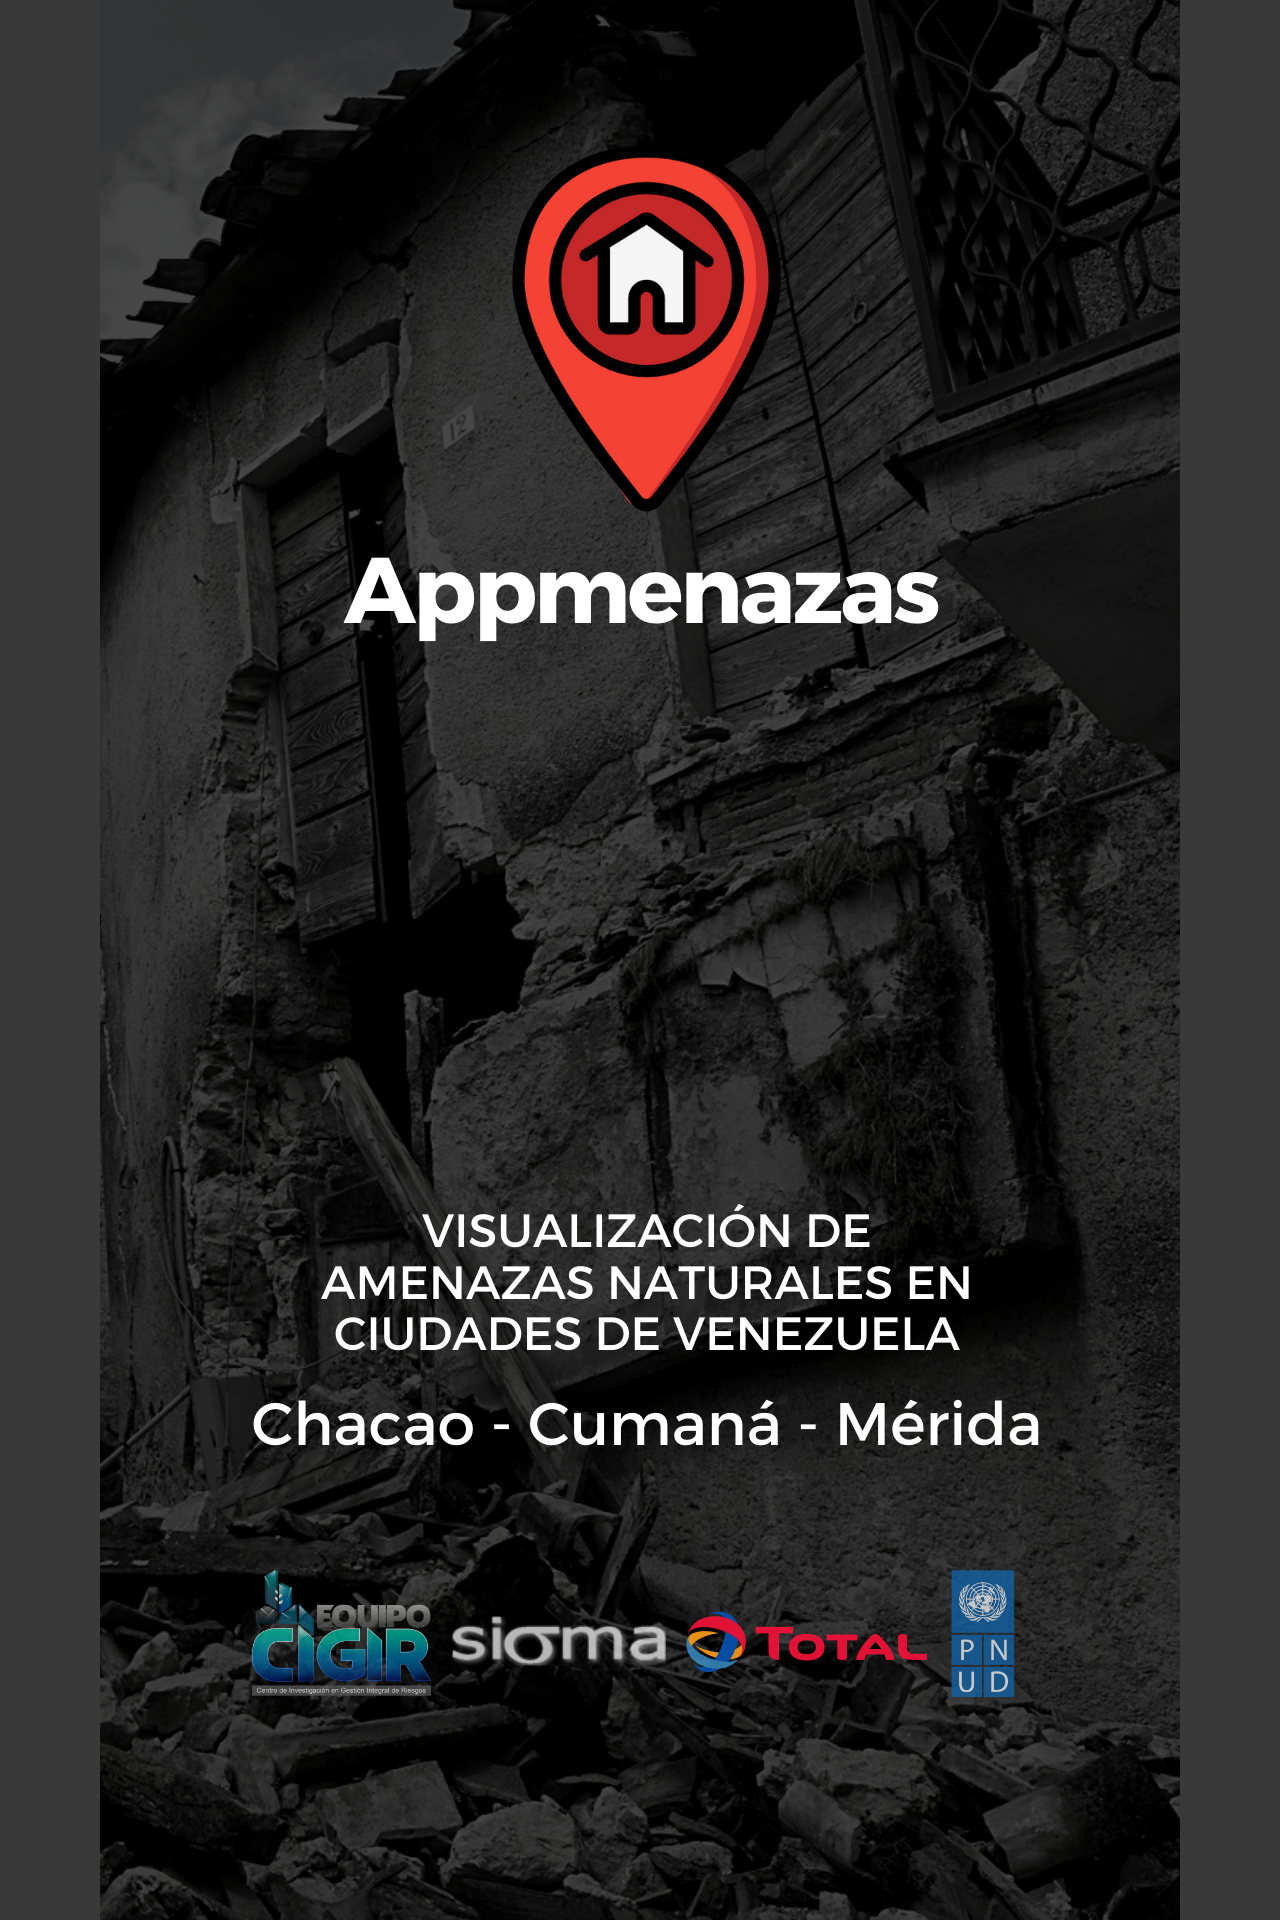 12
Appmenazas
VISUALIZACIÓN DE
AMENAZAS NATURALES EN
CIUDADES DE VENEZUELA
Chacao - Cumaná - Mérida
EQUIPO
CIGIR
Centro de Investigación en Gestión Integral de Riesgos
sigma
TOTAL
P N
U D